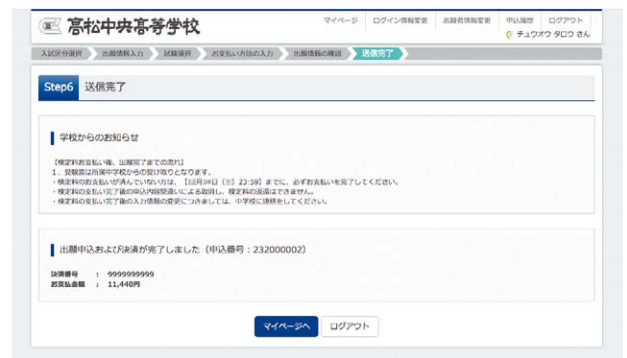 高松中央高等学校
マイページ ログイン情報変更 志願者情報変更 申込履歴 ログアウト
チュウオウ タロウ さん
入試区分選択 出願情報入力 試験選択 お支払い方法の入力 出願情報の確認 送信完了
Step6 送信完了
学校からのお知らせ
【検定料お支払い後、出願完了までの流れ】
1. 受験票は所属中学校からの受け取りとなります。
・検定料のお支払いが済んでいない方は、 23:59】までに、必ずお支払いを完了してください。
・検定料の支払い完了後の申込内容間違いによる取消し、検定料の返還はできません。
・検定料の支払い完了後の入力情報の変更につきましては、中学校に連絡をしてください。
出願申込および決済が完了しました（申込番号：232000002）
決済番号 ： 9999999999
お支払金額 ： 11,440円
マイページへ ログアウト